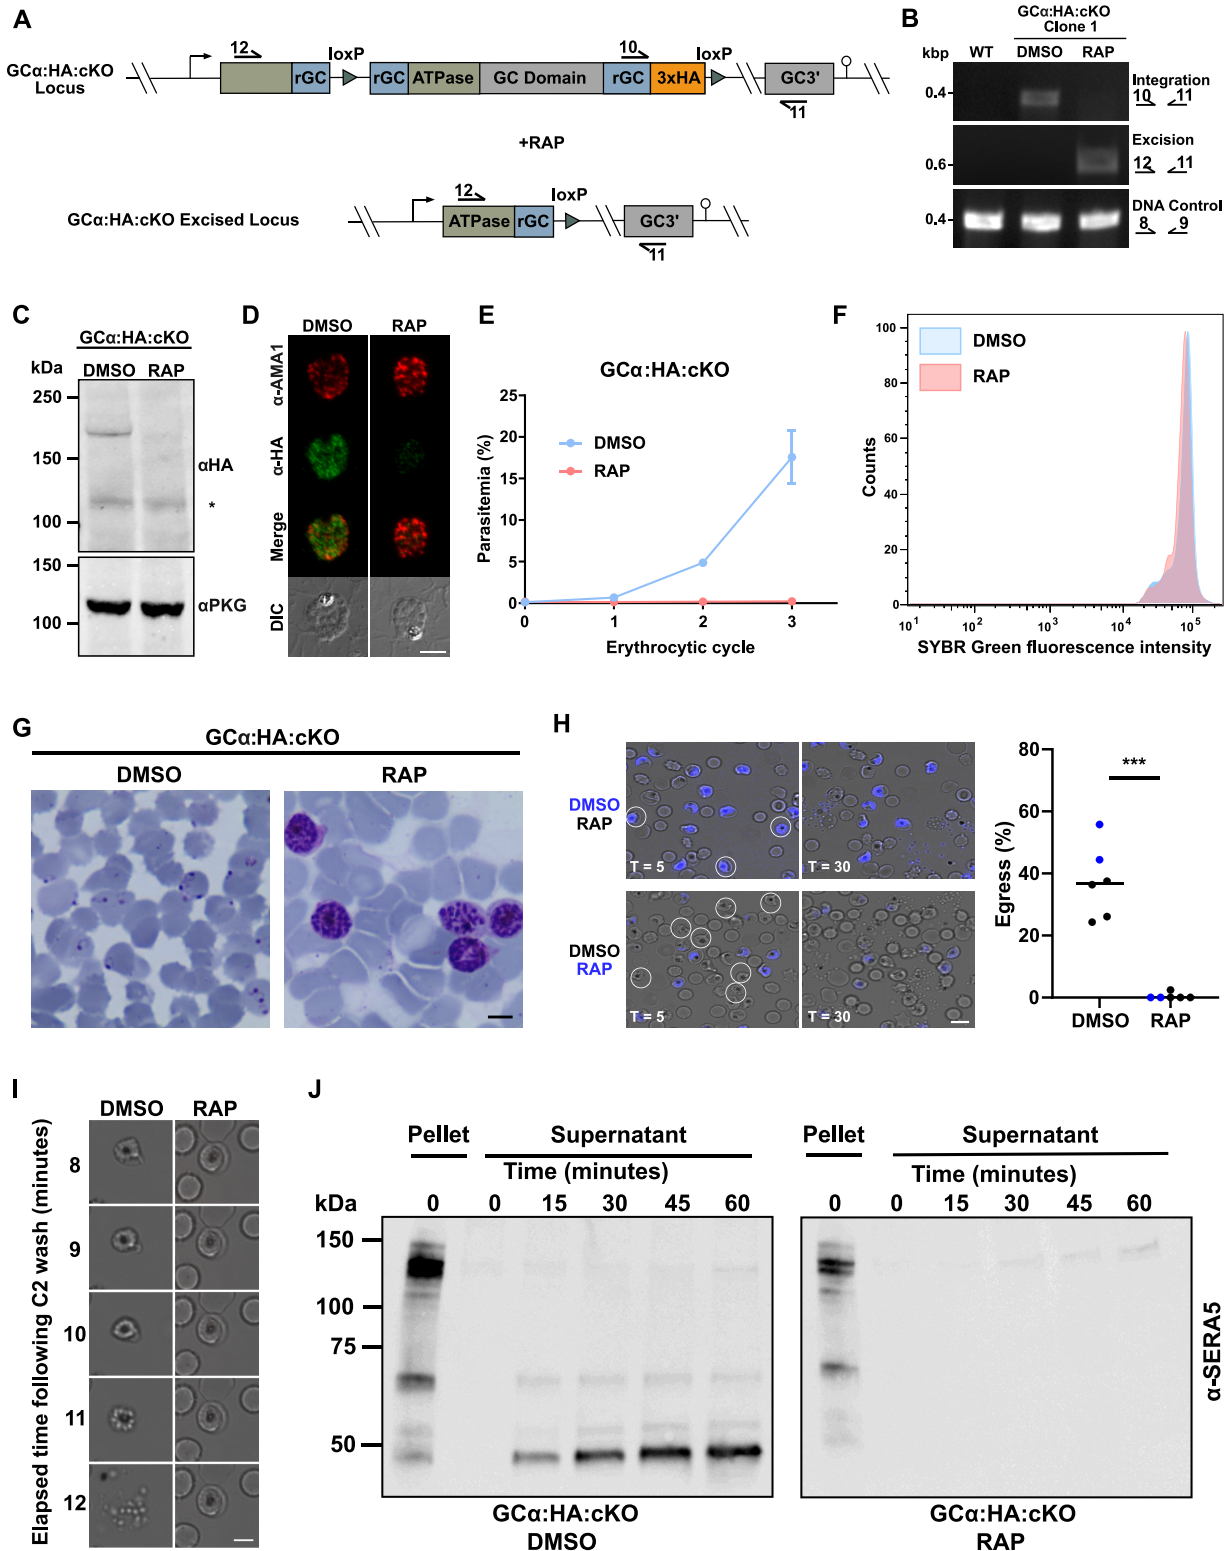 A
12
loxP
10
loxP
GCα:HA:cKO
Locus
rGC
rGC
ATPase
GC Domain
rGC
3xHA
GC3'
11
+RAP
12
loxP
GCα:HA:cKO Excised Locus
ATPase
rGC
GC3'
11
B
GCα:HA:cKO
Clone 1
kbp
WT
DMSO
RAP
0.4
Integration
10 11
0.6
Excision
12 11
0.4
DNA Control
8 9
C
GCα:HA:cKO
kDa
DMSO RAP
250
150
αHA
*
100
150
αPKG
100
D
DMSO
RAP
α-AMA1
α-HA
Merge
DIC
E
GCα:HA:cKO
Parasitemia (%)
25
20
15
10
5
0
DMSO
RAP
0 1 2 3
Erythrocytic cycle
F
Counts
100
80
60
40
20
0
DMSO
RAP
10^1 10^2 10^3 10^4 10^5
SYBR Green fluorescence intensity
G
GCα:HA:cKO
DMSO
RAP
H
DMSO
RAP
T = 5
T = 30
DMSO
RAP
T = 5
T = 30
Egress (%)
80
60
40
20
0
***
DMSO RAP
I
DMSO RAP
Elapsed time following C2 wash (minutes)
8
9
10
11
12
J
Pellet
Supernatant
Time (minutes)
kDa
0 0 15 30 45 60
150
100
75
50
GCα:HA:cKO
DMSO
Pellet
Supernatant
Time (minutes)
0 0 15 30 45 60
α-SERA5
GCα:HA:cKO
RAP